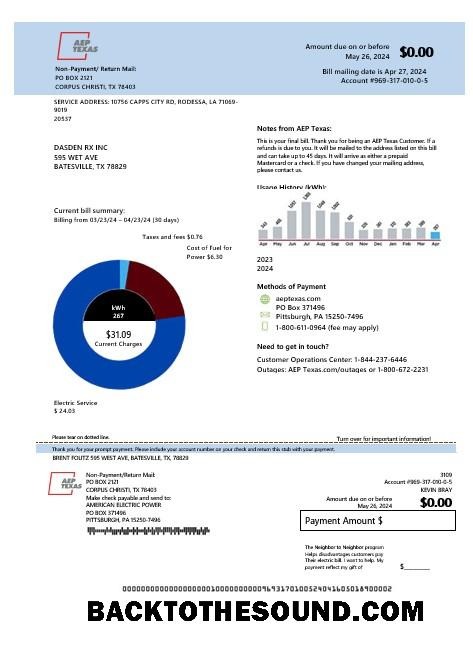 AEP
TEXAS
Non-Payment/ Return Mail:
PO BOX 2121
CORPUS CHRISTI, TX 78403
Amount due on or before
May 26, 2024 $0.00
Bill mailing date is Apr 27, 2024
Account #969-317-010-0-5
SERVICE ADDRESS: 10756 CAPPS CITY RD, RODESSA, LA 71069-
9019
20537
DASDEN RX INC
595 WET AVE
BATESVILLE, TX 78829
Notes from AEP Texas:
This is your final bill. Thank you for being an AEP Texas Customer. If a
refunds is due to you. It will be mailed to the address listed on this bill
and can take up to 45 days. It will arrive as either a prepaid
Mastercard or a check. If you have changed your mailing address,
please contact us.
Usage History (kWh):
Apr May Jun Jul Aug Sep Oct Nov Dec Jan Feb Mar Apr
2023
2024
Current bill summary:
Billing from 03/23/24 – 04/23/24 (30 days)
Taxes and fees $0.76
Cost of Fuel for
Power $6.30
kWh
267
$31.09
Current Charges
Electric Service
$ 24.03
Methods of Payment
aeptexas.com
PO Box 371496
Pittsburgh, PA 15250-7496
1-800-611-0964 (fee may apply)
Need to get in touch?
Customer Operations Center: 1-844-237-6446
Outages: AEP Texas.com/outages or 1-800-672-2231
Please tear on dotted line.
Turn over for important information!
Thank you for your prompt payment. Please include your account number on your check and return this stub with your payment.
BRENT FOUTZ 595 WEST AVE, BATESVILLE, TX, 78829
AEP
TEXAS
Non-Payment/Return Mail:
PO BOX 2121
CORPUS CHRISTI, TX 78403
Make check payable and send to:
AMERICAN ELECTRIC POWER
PO BOX 371496
PITTSBURGH, PA 15250-7496
3109
Account #969-317-010-0-5
KEVIN BRAY
Amount due on or before
May 26, 2024 $0.00
Payment Amount $
The Neighbor to Neighbor program
Helps disadvantages customers pay
Their electric bill. I want to help. My
payment reflect my gift of $
BACKTOTHESOUND.COM